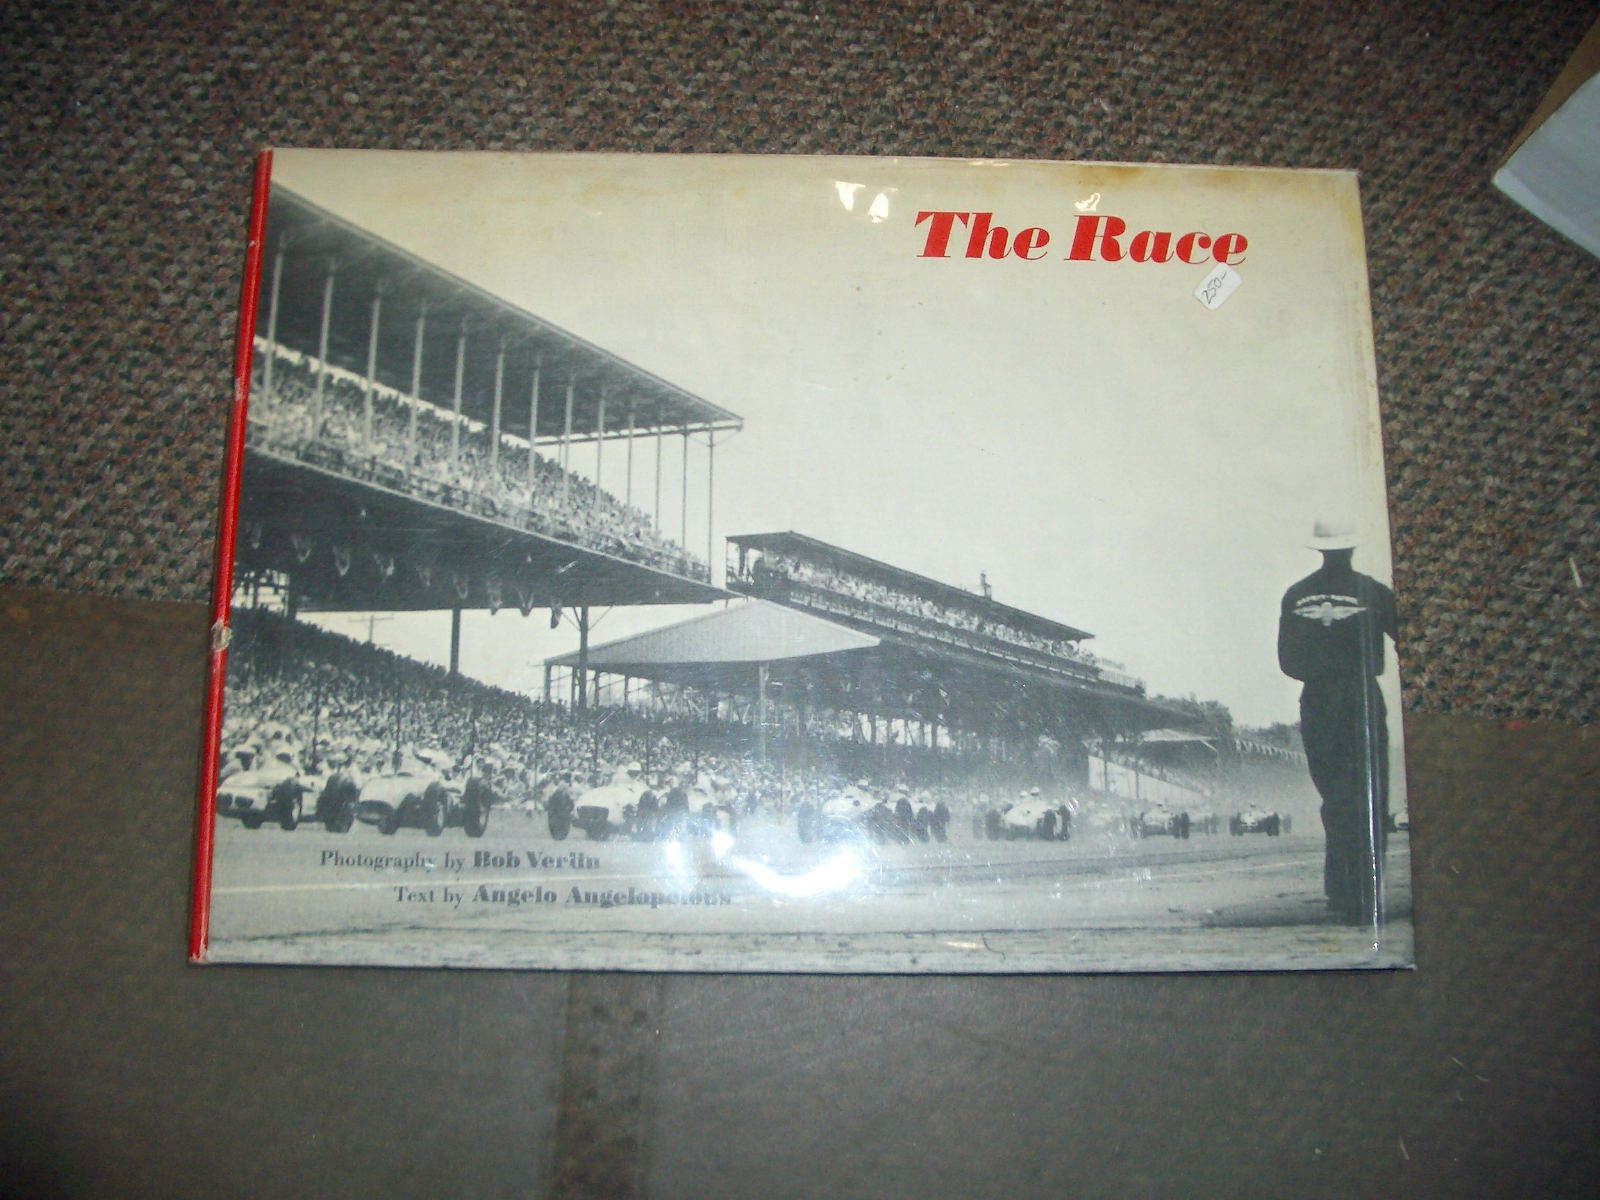 The Race
250-
Photography by Bob Verlin
Text by Angelo Angelopolous